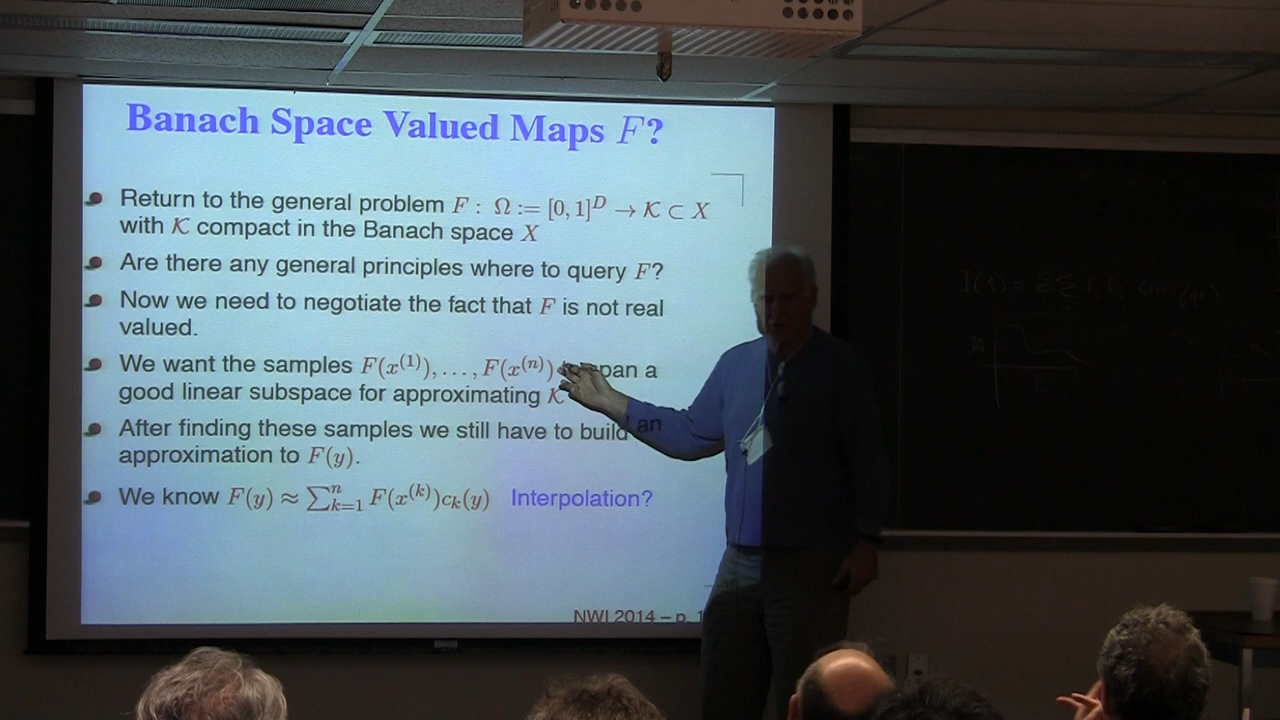 Banach Space Valued Maps F?
Return to the general problem F : Ω := [0, 1]^D → 𝒦 ⊂ X
with 𝒦 compact in the Banach space X
Are there any general principles where to query F?
Now we need to negotiate the fact that F is not real
valued.
We want the samples F(x^(1)), . . . , F(x^(n)) span a
good linear subspace for approximating 𝒦
After finding these samples we still have to build an
approximation to F(y).
We know F(y) ≈ ∑_{k=1}^n F(x^(k))c_k(y) Interpolation?
NWI 2014 – p.